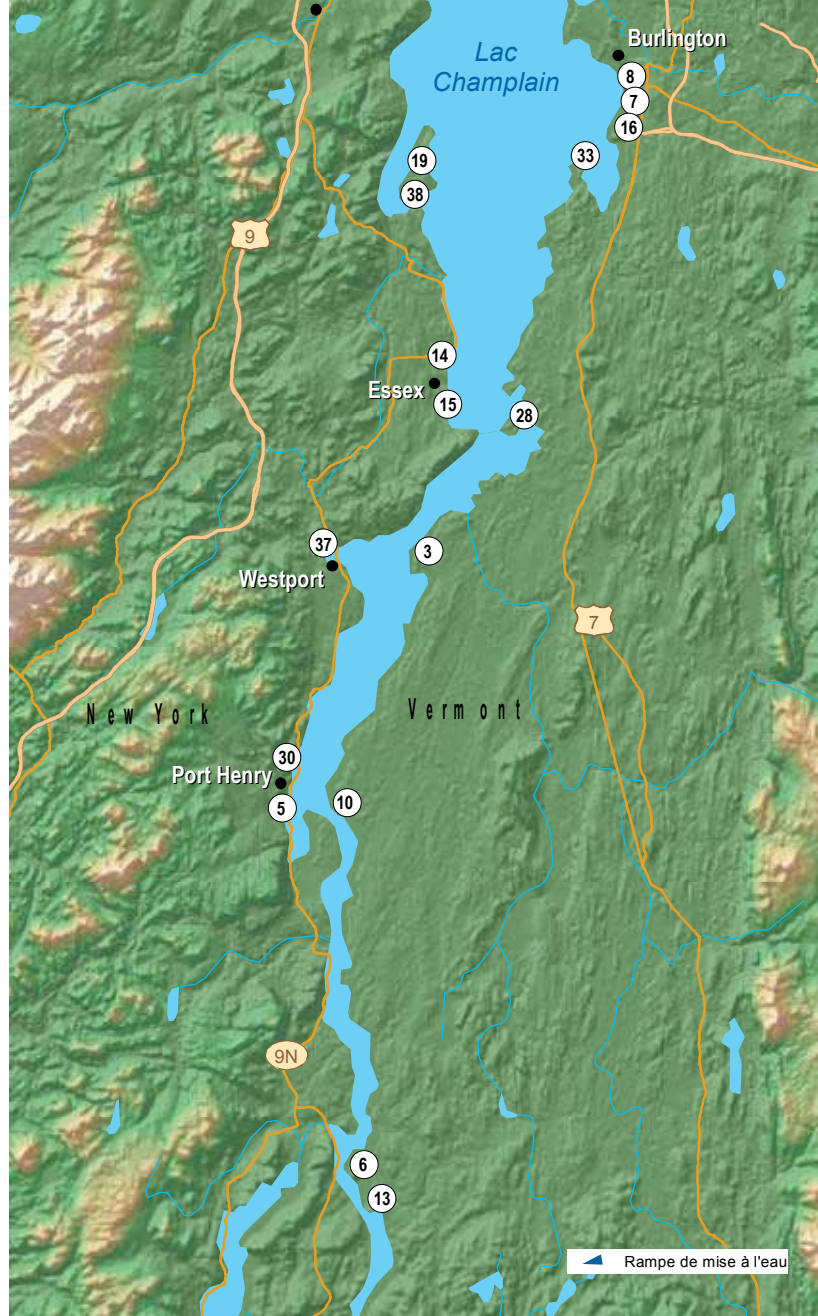 Lac
Champlain
Burlington
8
7
16
19
33
38
9
14
Essex
15
28
37
3
Westport
7
New York
Vermont
30
Port Henry
5
10
9N
6
13
Rampe de mise à l'eau